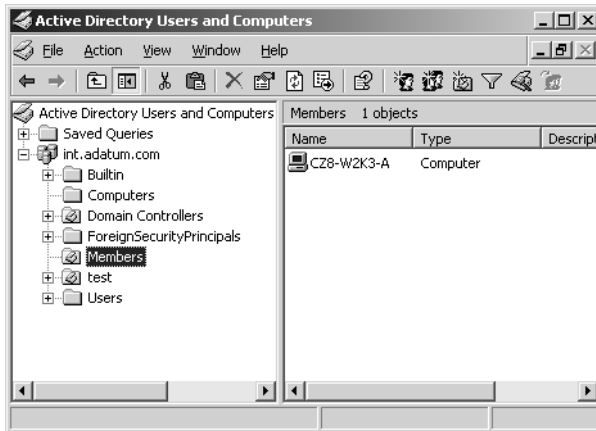 Active Directory Users and Computers
File Action View Window Help
Active Directory Users and Computers
Saved Queries
int.adatum.com
Builtin
Computers
Domain Controllers
ForeignSecurityPrincipals
Members
test
Users
Members 1 objects
Name Type Descript
CZ8-W2K3-A Computer